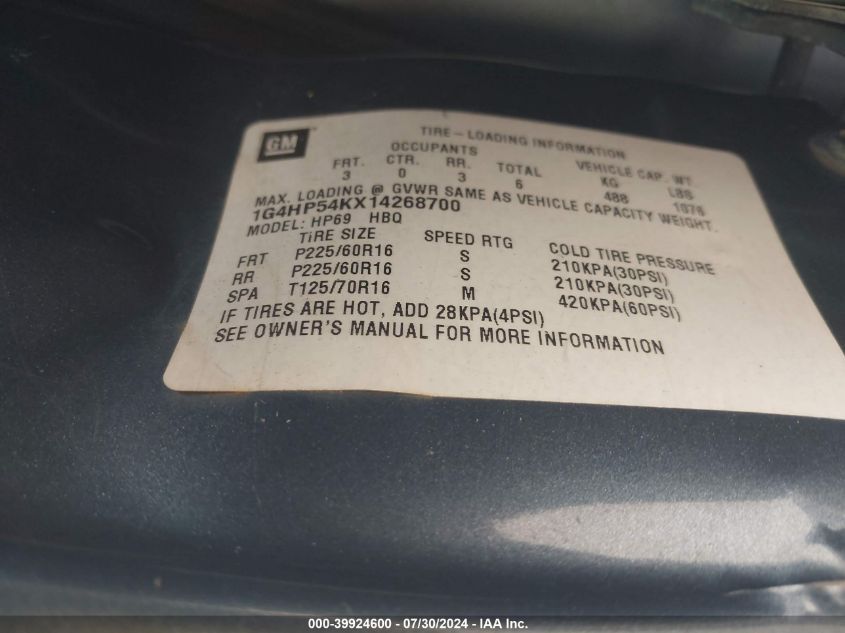 GM TIRE-LOADING INFORMATION
OCCUPANTS VEHICLE CAP. WT.
FRT. CTR. RR. TOTAL KG LBS
3 0 3 6 488 1076
MAX. LOADING @ GVWR SAME AS VEHICLE CAPACITY WEIGHT.
1G4HP54KX14268700
MODEL: HP69 HBQ
TIRE SIZE SPEED RTG COLD TIRE PRESSURE
FRT P225/60R16 S 210KPA(30PSI)
RR P225/60R16 S 210KPA(30PSI)
SPA T125/70R16 M 420KPA(60PSI)
IF TIRES ARE HOT, ADD 28KPA(4PSI)
SEE OWNER'S MANUAL FOR MORE INFORMATION
000-39924600 - 07/30/2024 - IAA Inc.